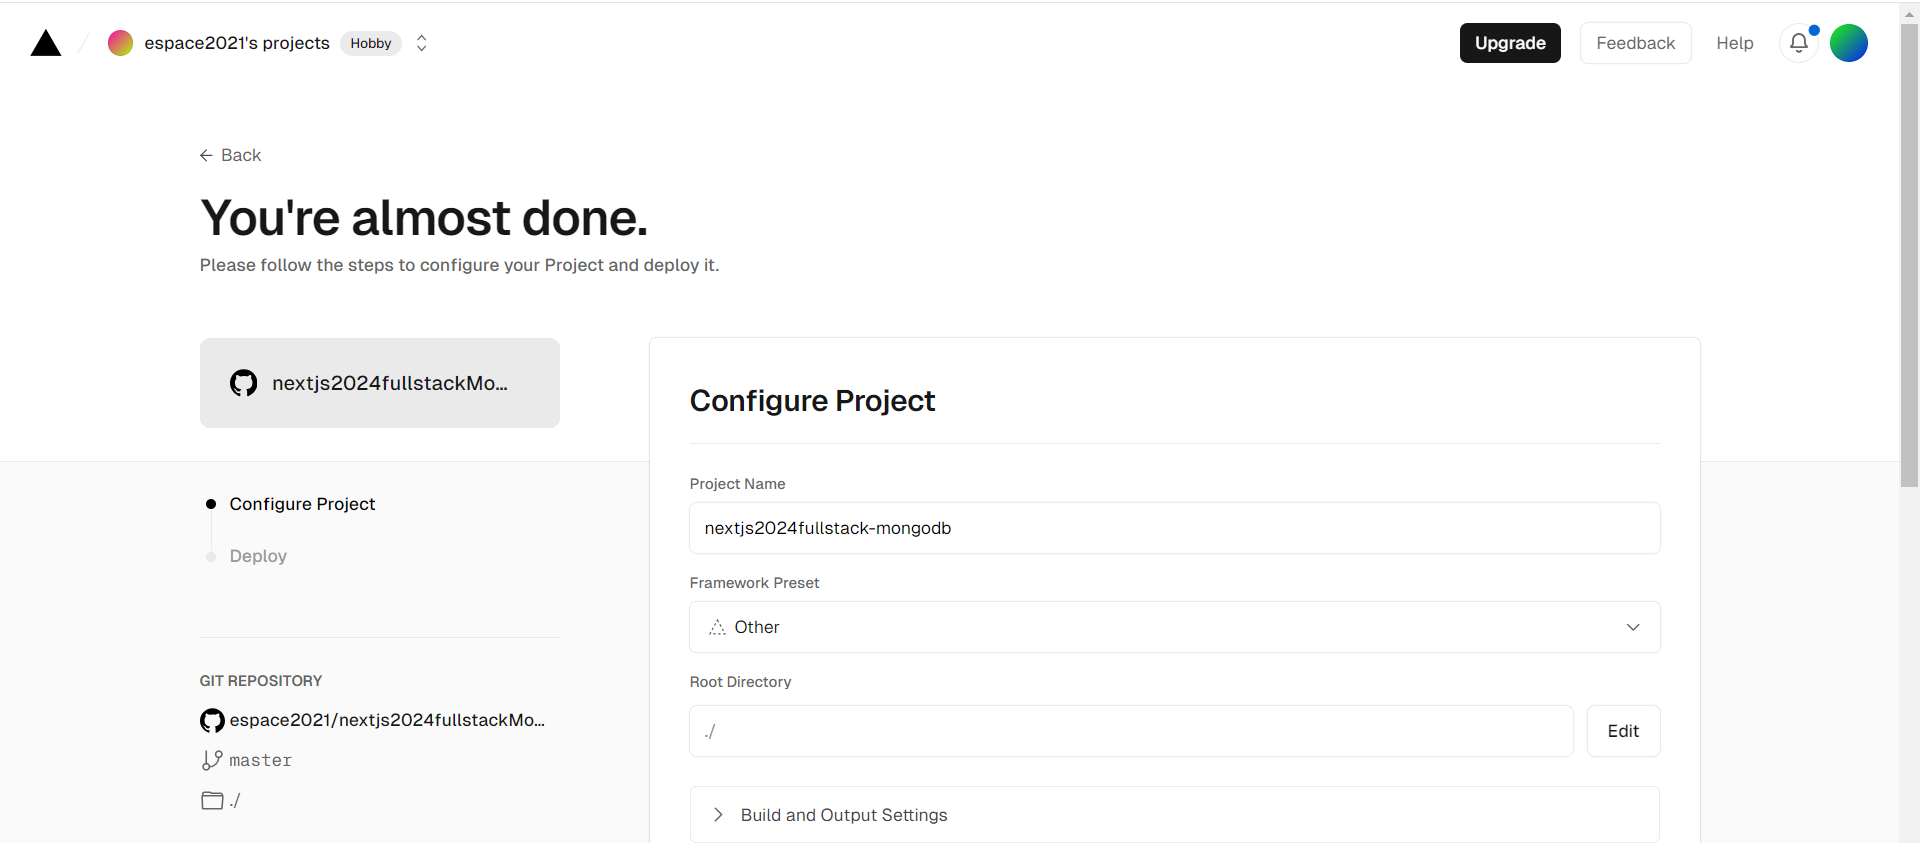 espace2021's projects Hobby
Upgrade Feedback Help
← Back
You're almost done.
Please follow the steps to configure your Project and deploy it.
nextjs2024fullstackMo...
Configure Project
Deploy
GIT REPOSITORY
espace2021/nextjs2024fullstackMo...
master
./
Configure Project
Project Name
nextjs2024fullstack-mongodb
Framework Preset
Other
Root Directory
./ Edit
Build and Output Settings